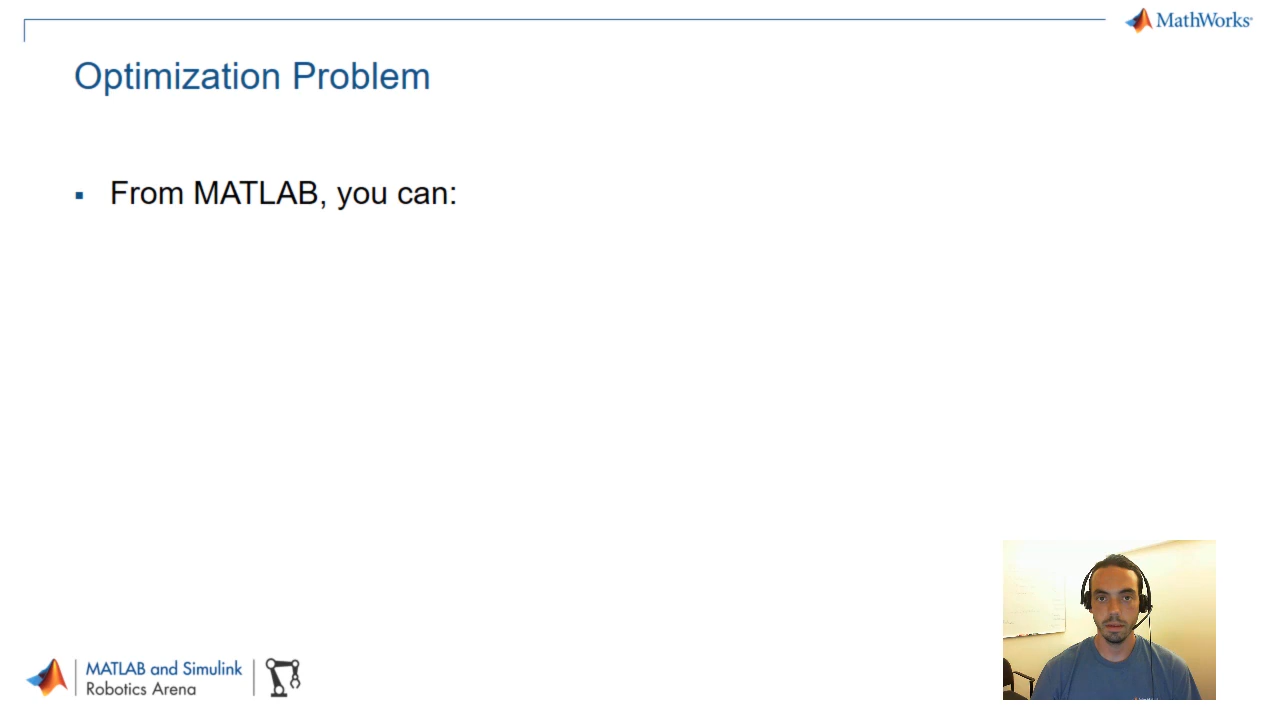 MathWorks
Optimization Problem
From MATLAB, you can:
MATLAB and Simulink
Robotics Arena